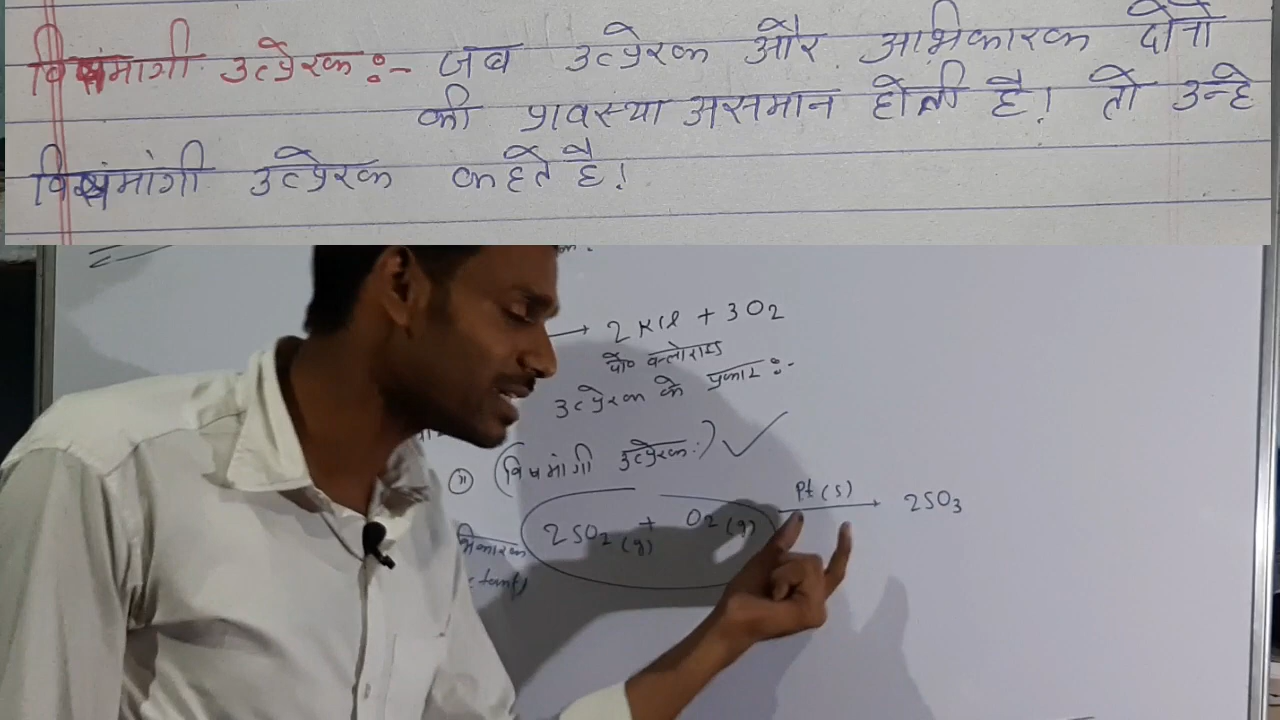 विषमांगी उत्प्रेरक :- जब उत्प्रेरक और अभिकारक दोनो
की प्रावस्था असमान होती है! तो उन्हे
विषमांगी उत्प्रेरक कहते है!
→ 2KCl + 3O2
पो० क्लोराइड
उत्प्रेरक के प्रकार :-
(ii) (विषमांगी उत्प्रेरक:) ✓
2SO2(g) + O2(g) Pt(s) → 2SO3